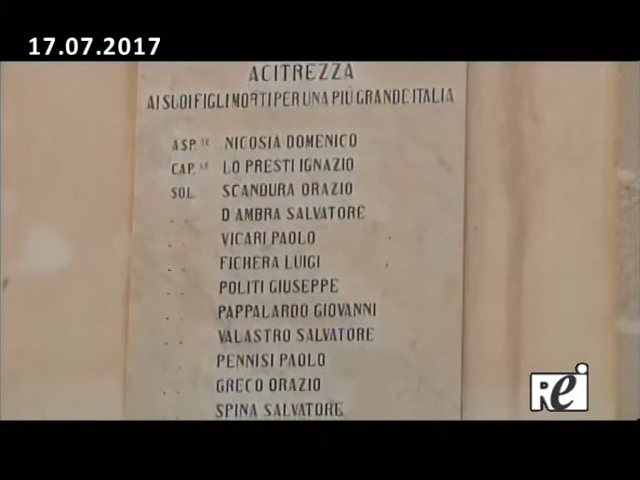 17.07.2017
ACITREZZA
AI SUOI FIGLI MORTI PER UNA PIÙ GRANDE ITALIA
ASP.TE NICOSIA DOMENICO
CAP.LE LO PRESTI IGNAZIO
SOL. SCANDURA ORAZIO
. . D AMBRA SALVATORE
. . VICARI PAOLO
. . FICHERA LUIGI
. . POLITI GIUSEPPE
. . PAPPALARDO GIOVANNI
. . VALASTRO SALVATORE
. . PENNISI PAOLO
. . GRECO ORAZIO
. . SPINA SALVATORE
REi